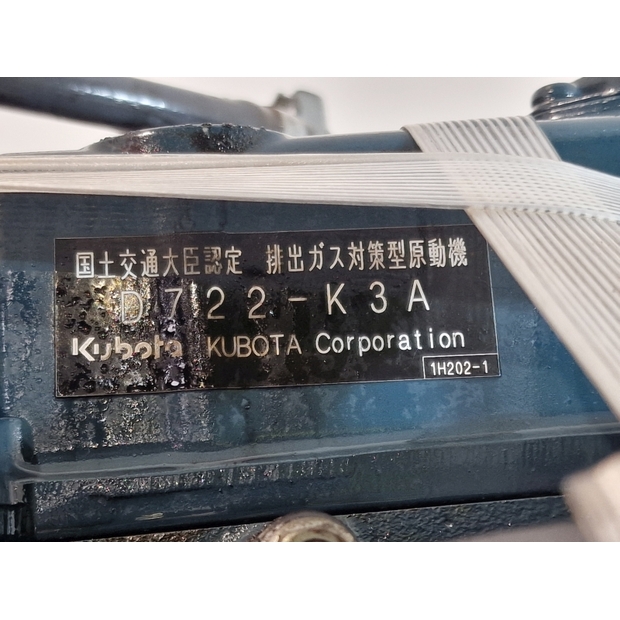 国土交通大臣認定 排出ガス対策型原動機
D722-K3A
Kubota KUBOTA Corporation
1H202-1